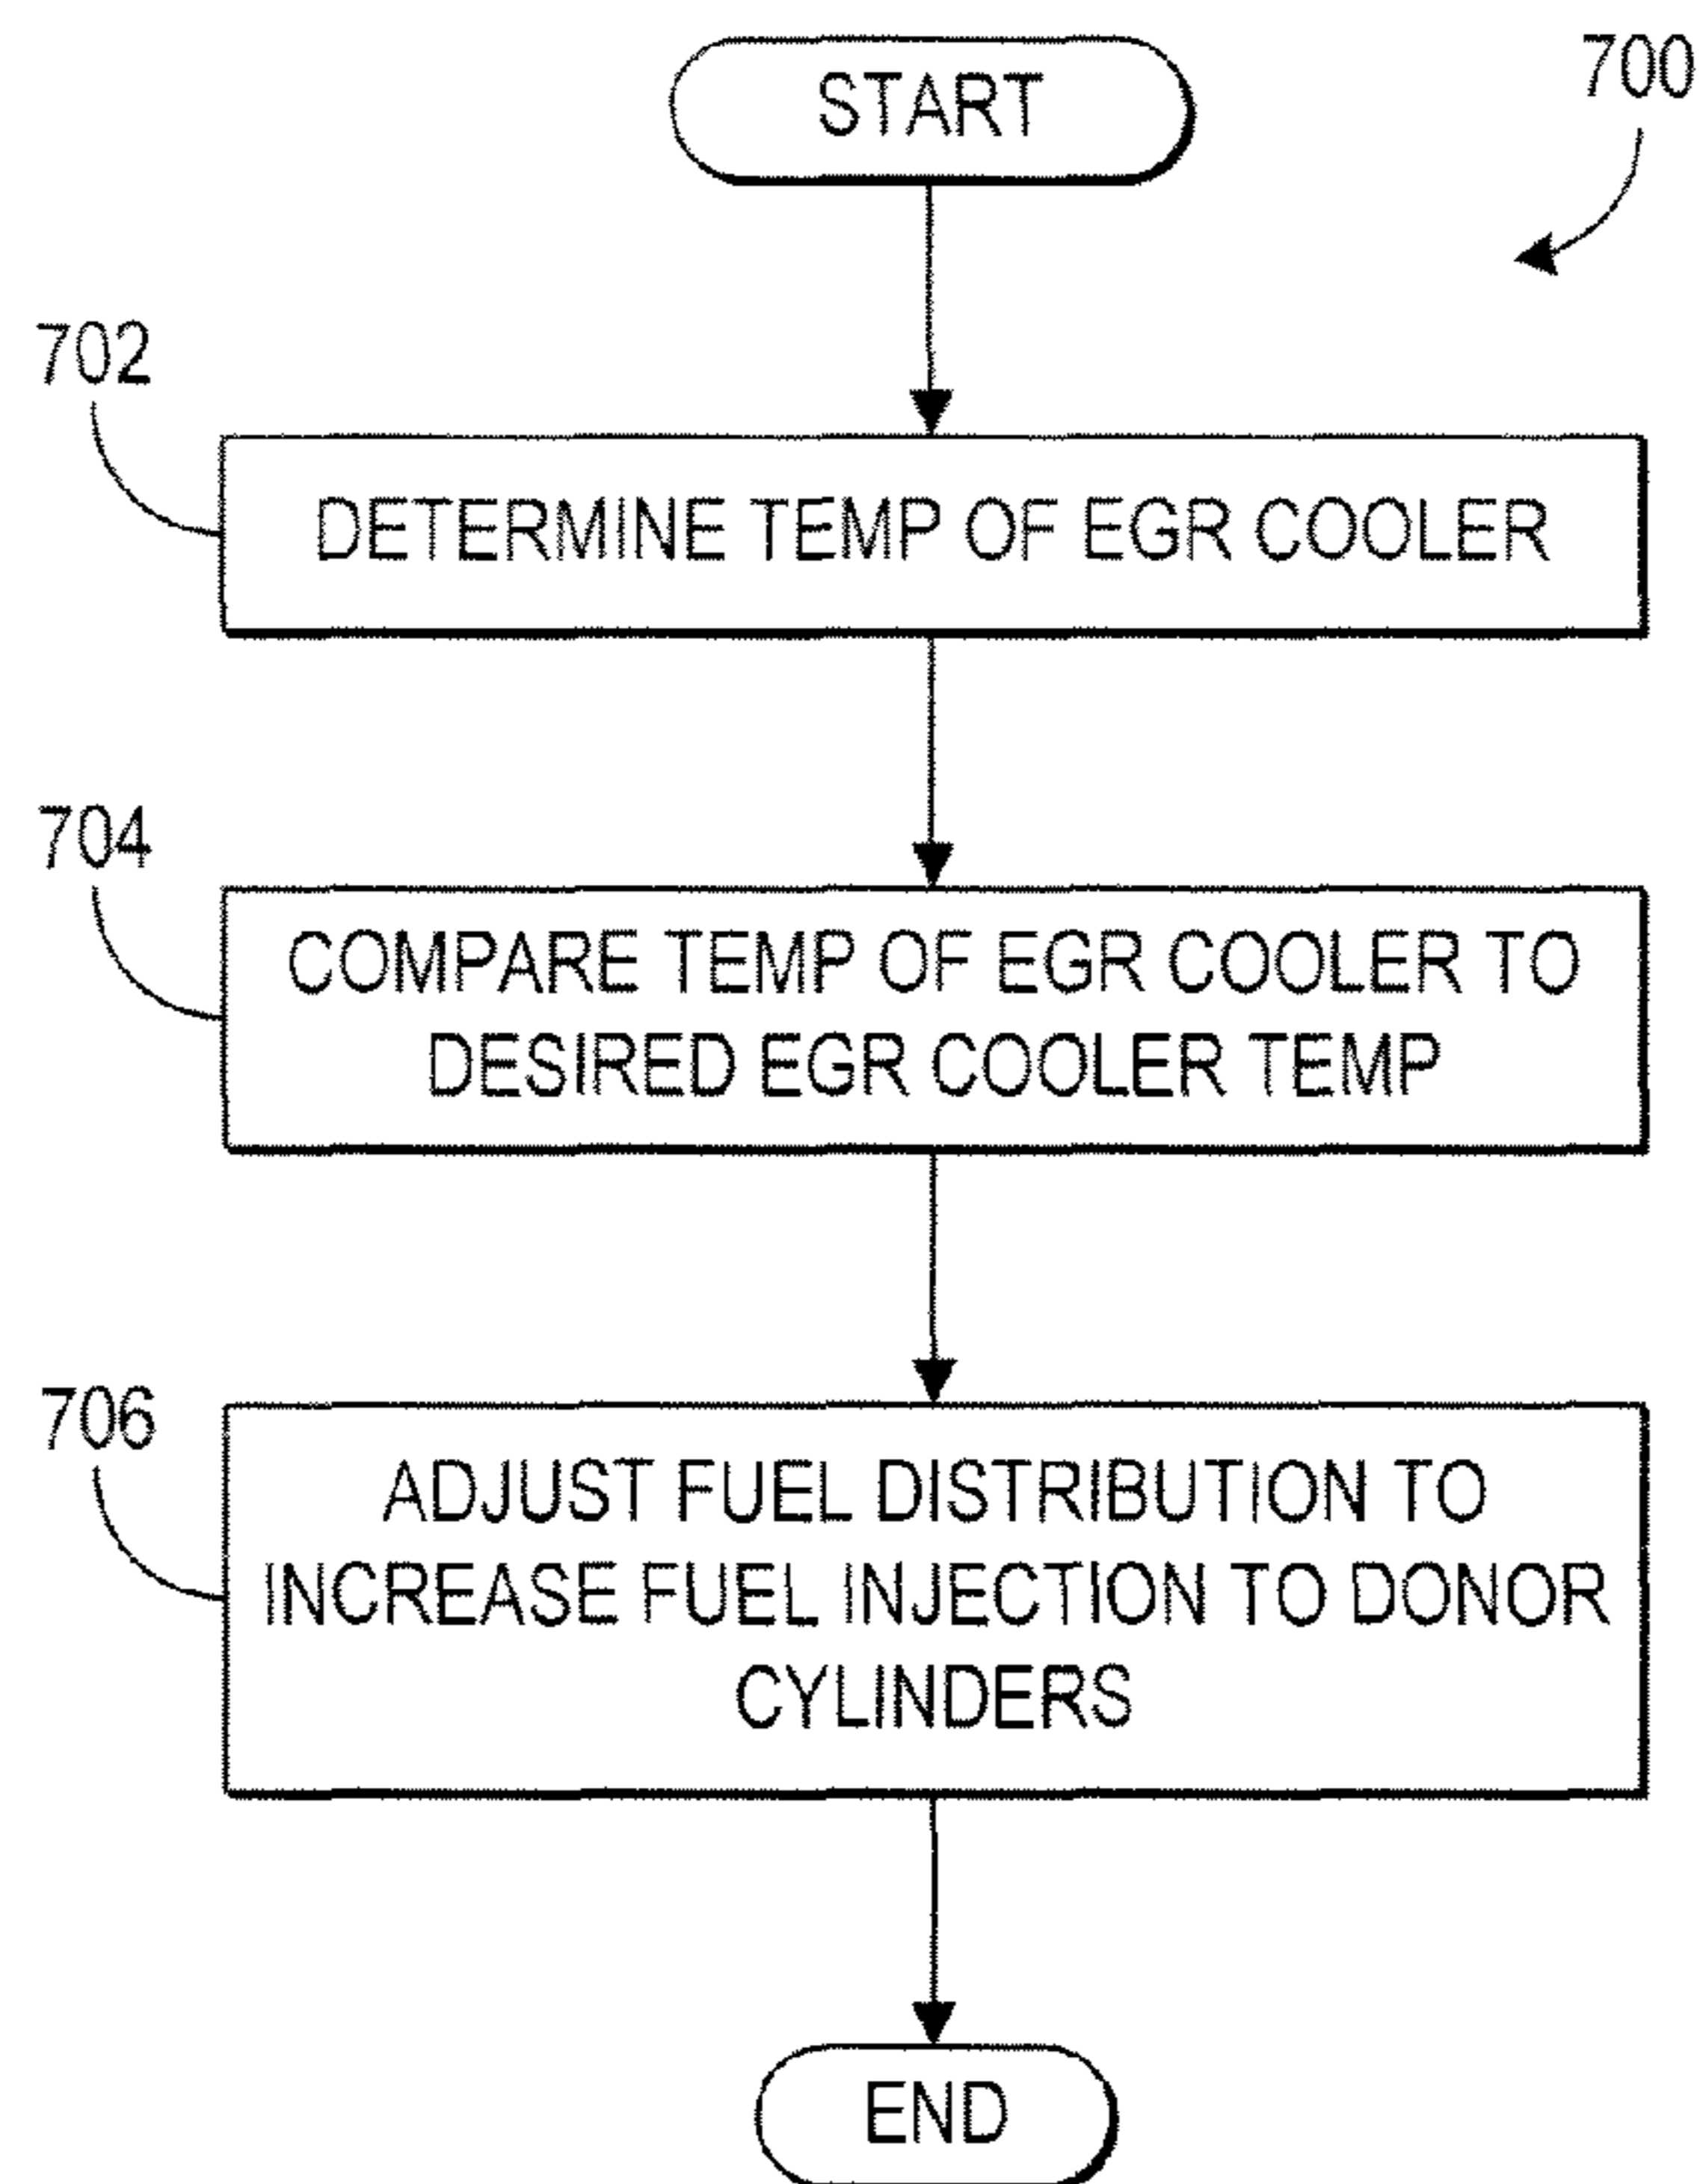 START
700
702
DETERMINE TEMP OF EGR COOLER
704
COMPARE TEMP OF EGR COOLER TO
DESIRED EGR COOLER TEMP
706
ADJUST FUEL DISTRIBUTION TO
INCREASE FUEL INJECTION TO DONOR
CYLINDERS
END